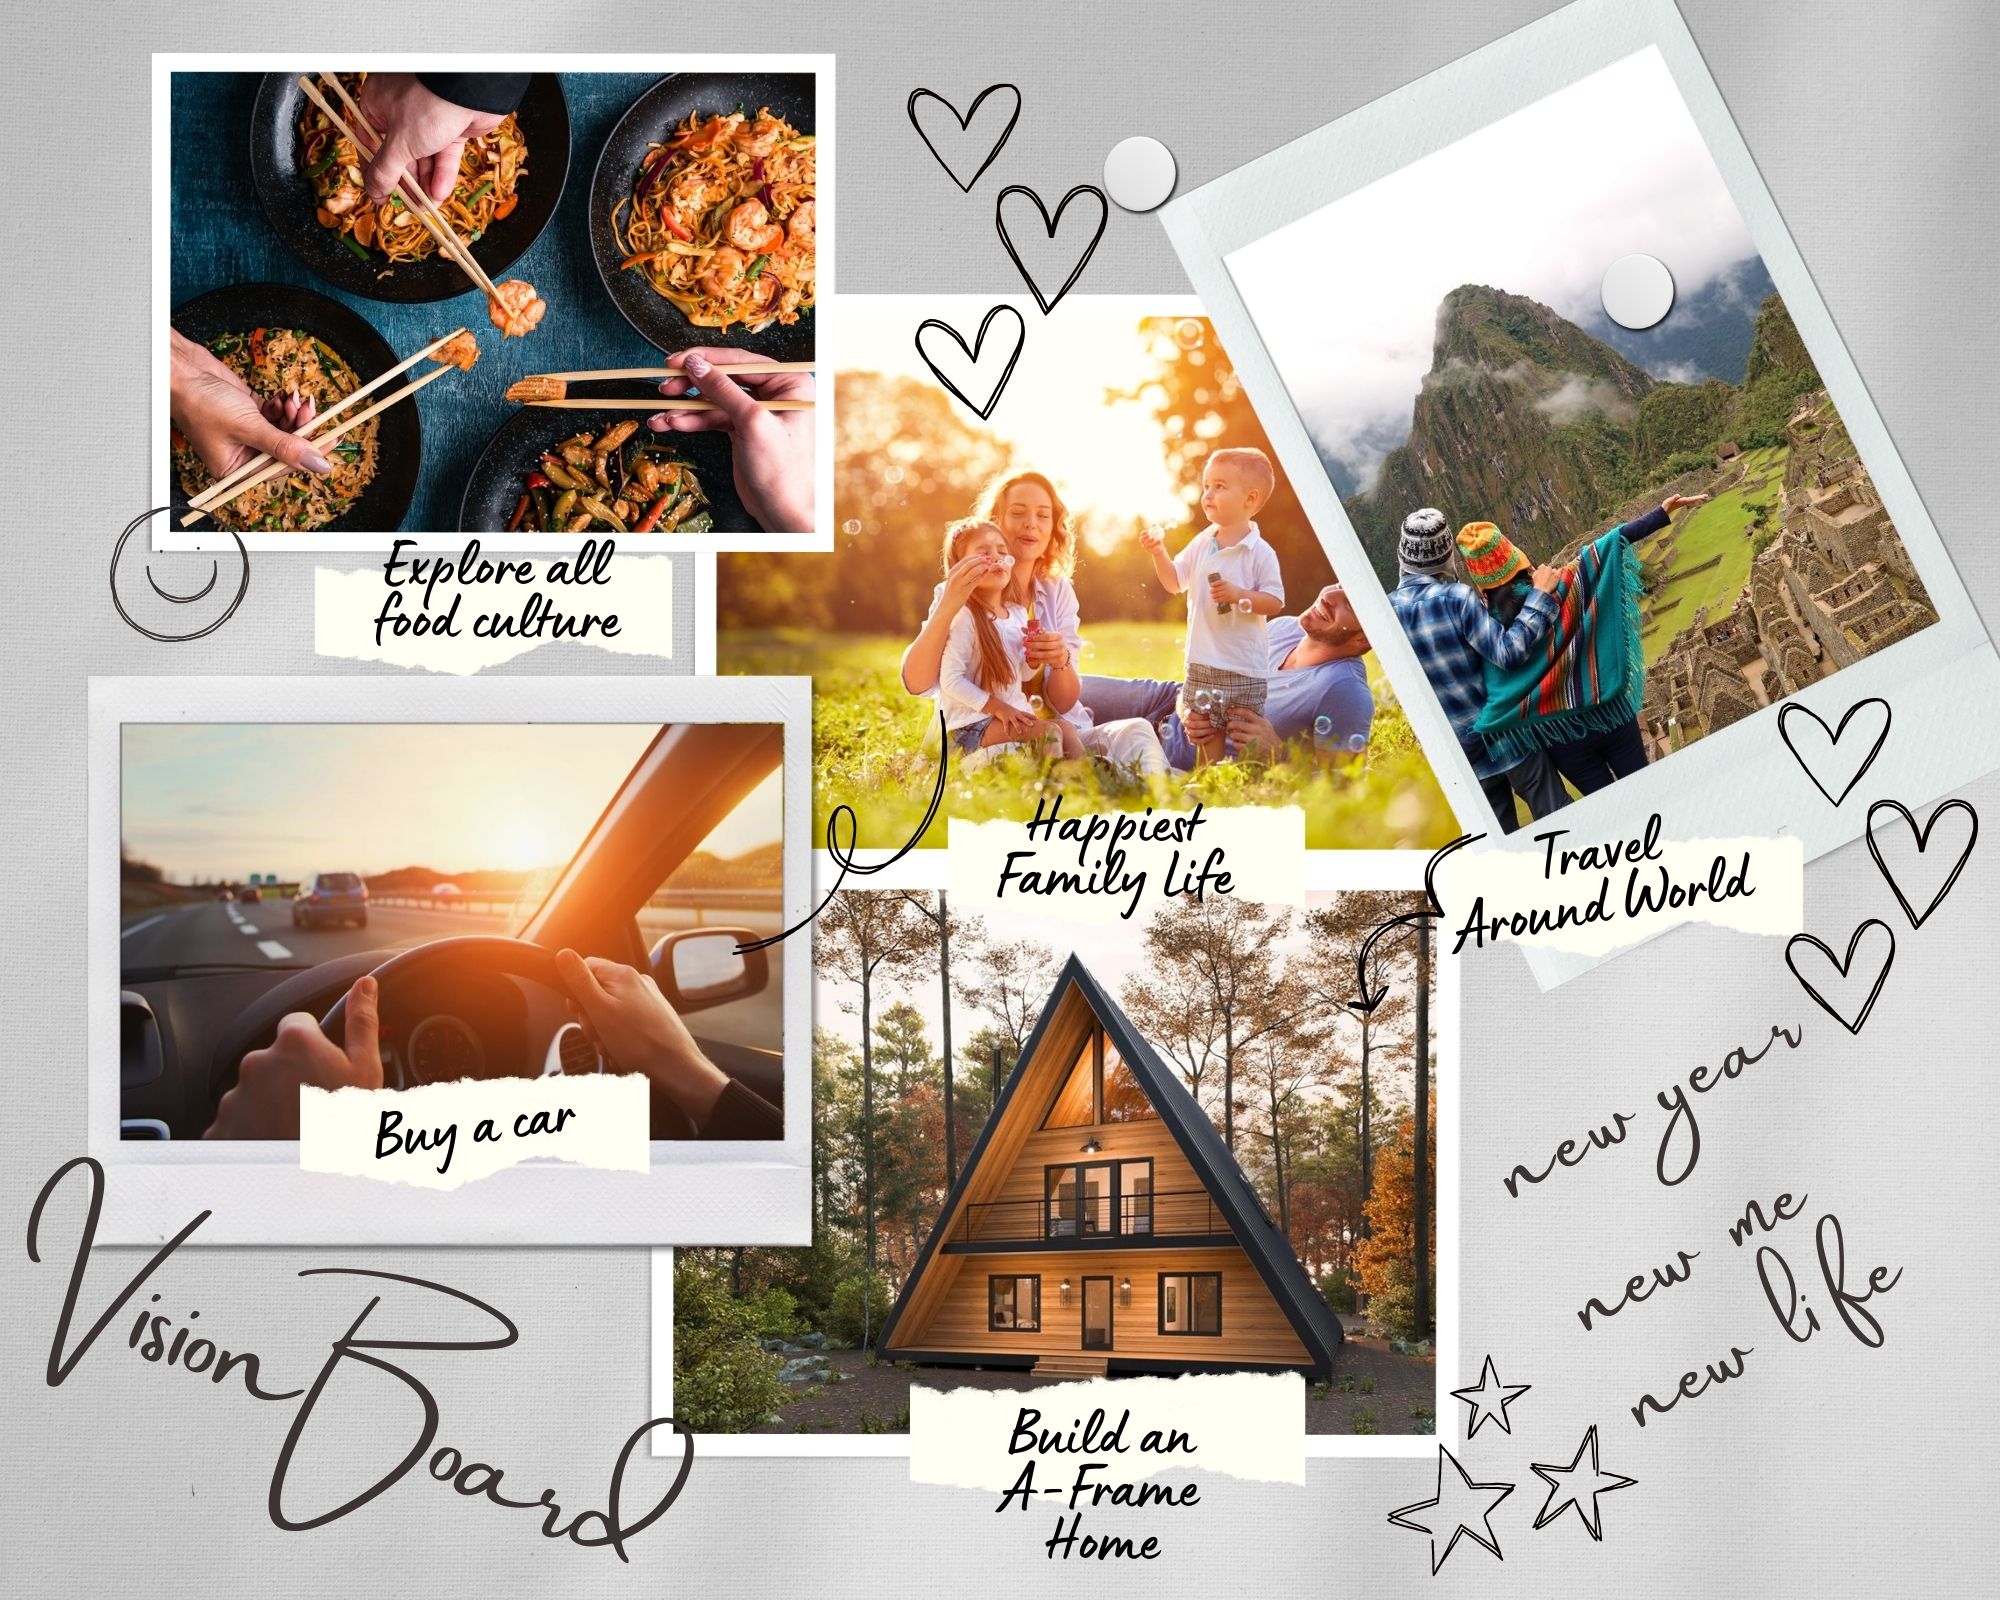 Explore all
food culture
Happiest
Family Life
Travel
Around World
Buy a car
Build an
A-Frame
Home
Vision
Board
new year
new me
new life